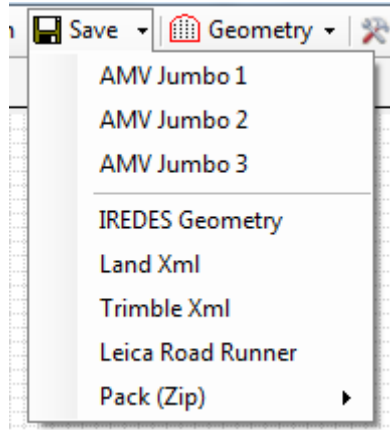 Save Geometry
AMV Jumbo 1
AMV Jumbo 2
AMV Jumbo 3
IREDES Geometry
Land Xml
Trimble Xml
Leica Road Runner
Pack (Zip)